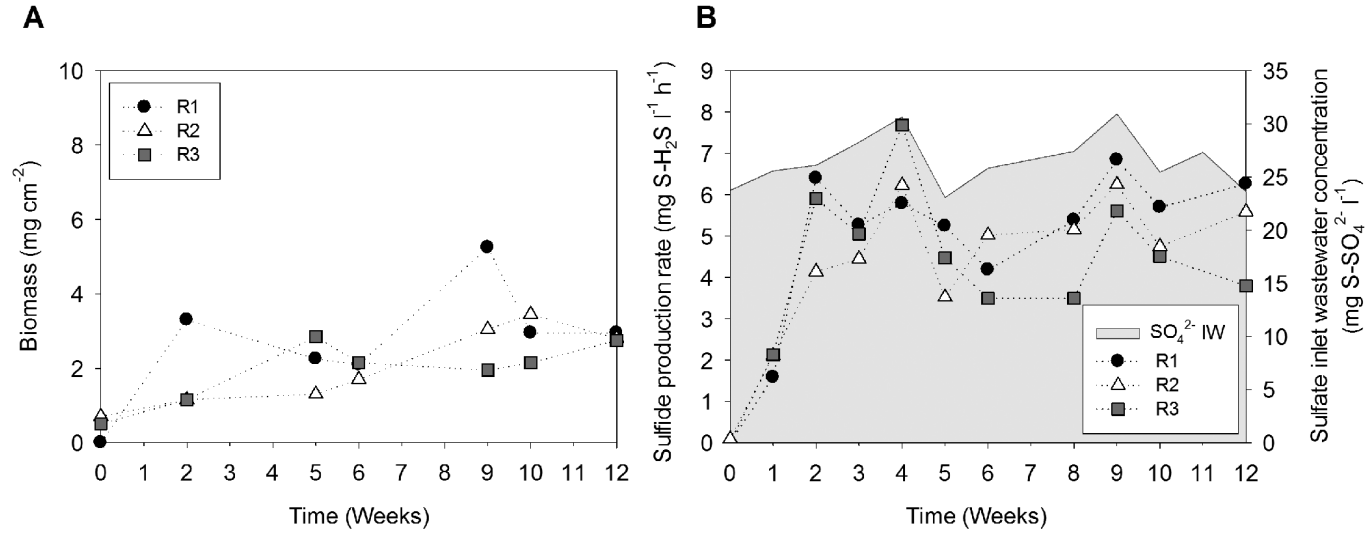 A
B
Biomass (mg cm⁻²)
10
8
6
4
2
0
R1
R2
R3
0 1 2 3 4 5 6 7 8 9 10 11 12
Time (Weeks)
Sulfide production rate (mg S-H₂S l⁻¹ h⁻¹)
9
8
7
6
5
4
3
2
1
0
SO₄²⁻ IW
R1
R2
R3
0 1 2 3 4 5 6 7 8 9 10 11 12
Time (Weeks)
35
30
25
20
15
10
5
0
Sulfate inlet wastewater concentration
(mg S-SO₄²⁻ l⁻¹)